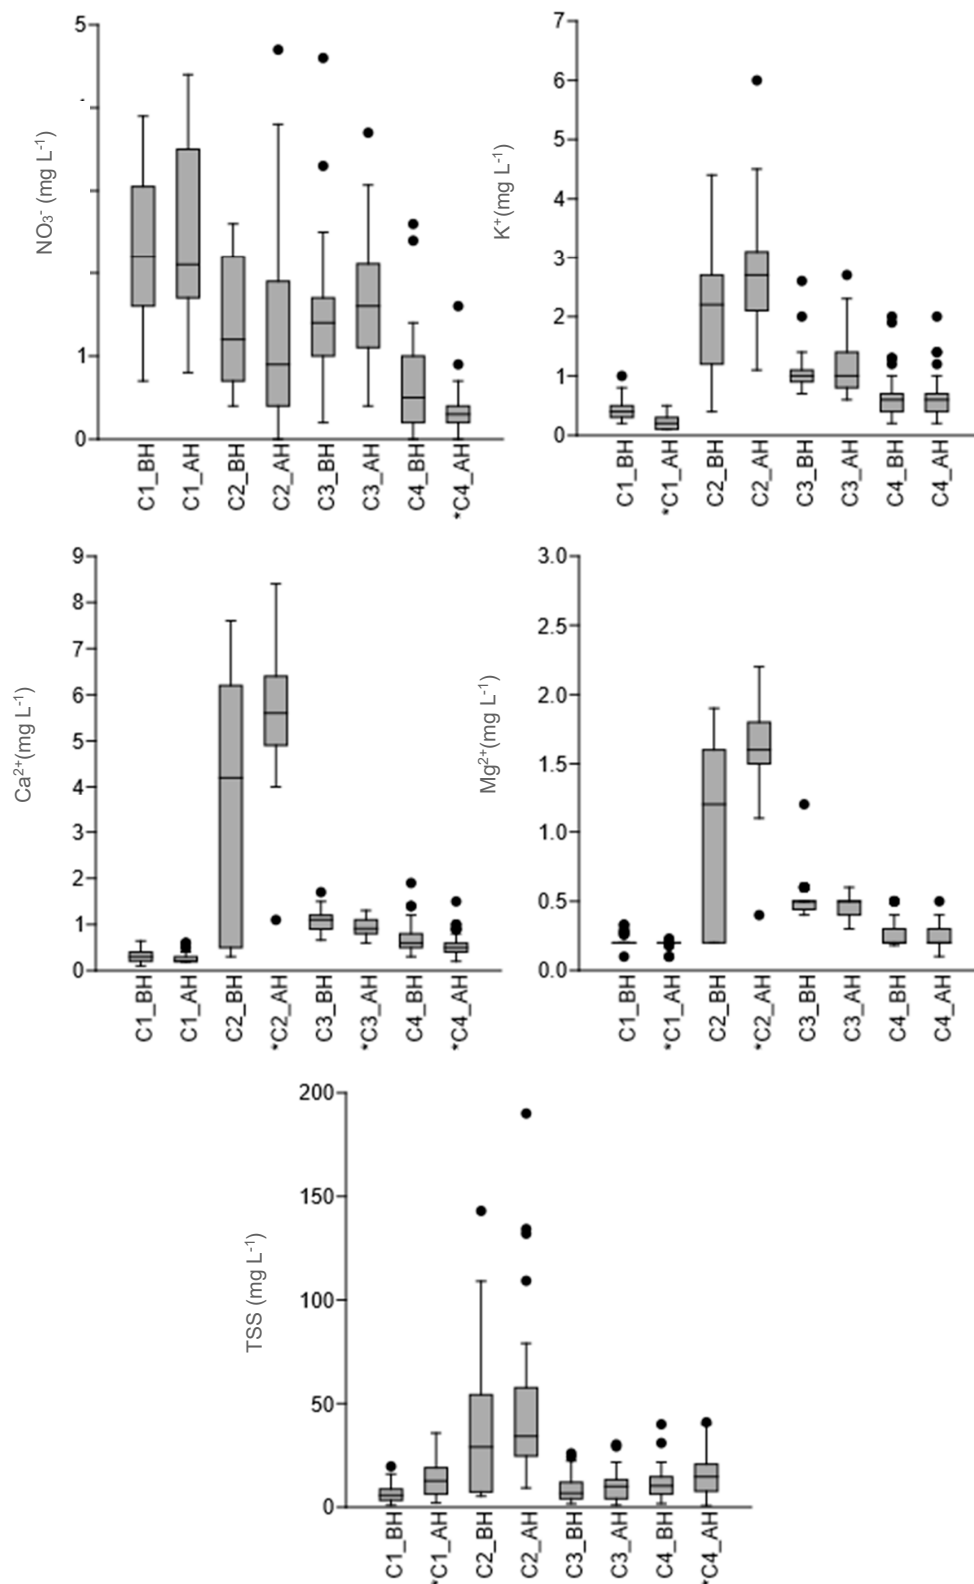 5
1
0
NO₃⁻ (mg L⁻¹)
C1_BH
C1_AH
C2_BH
C2_AH
C3_BH
C3_AH
C4_BH
*C4_AH
7
6
5
4
3
2
1
0
K⁺(mg L⁻¹)
C1_BH
*C1_AH
C2_BH
C2_AH
C3_BH
C3_AH
C4_BH
C4_AH
9
8
7
6
5
4
3
2
1
0
Ca²⁺(mg L⁻¹)
C1_BH
C1_AH
C2_BH
*C2_AH
C3_BH
*C3_AH
C4_BH
*C4_AH
3.0
2.5
2.0
1.5
1.0
0.5
0.0
Mg²⁺(mg L⁻¹)
C1_BH
*C1_AH
C2_BH
*C2_AH
C3_BH
C3_AH
C4_BH
C4_AH
200
150
100
50
0
TSS (mg L⁻¹)
C1_BH
*C1_AH
C2_BH
C2_AH
C3_BH
C3_AH
C4_BH
*C4_AH